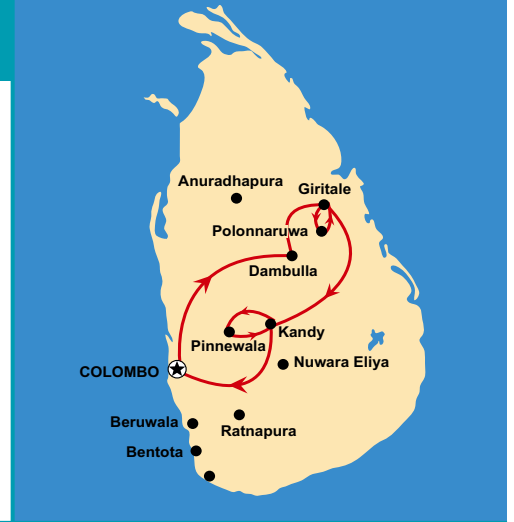 Anuradhapura
Giritale
Polonnaruwa
Dambulla
Kandy
Pinnewala
Nuwara Eliya
COLOMBO
Beruwala
Ratnapura
Bentota